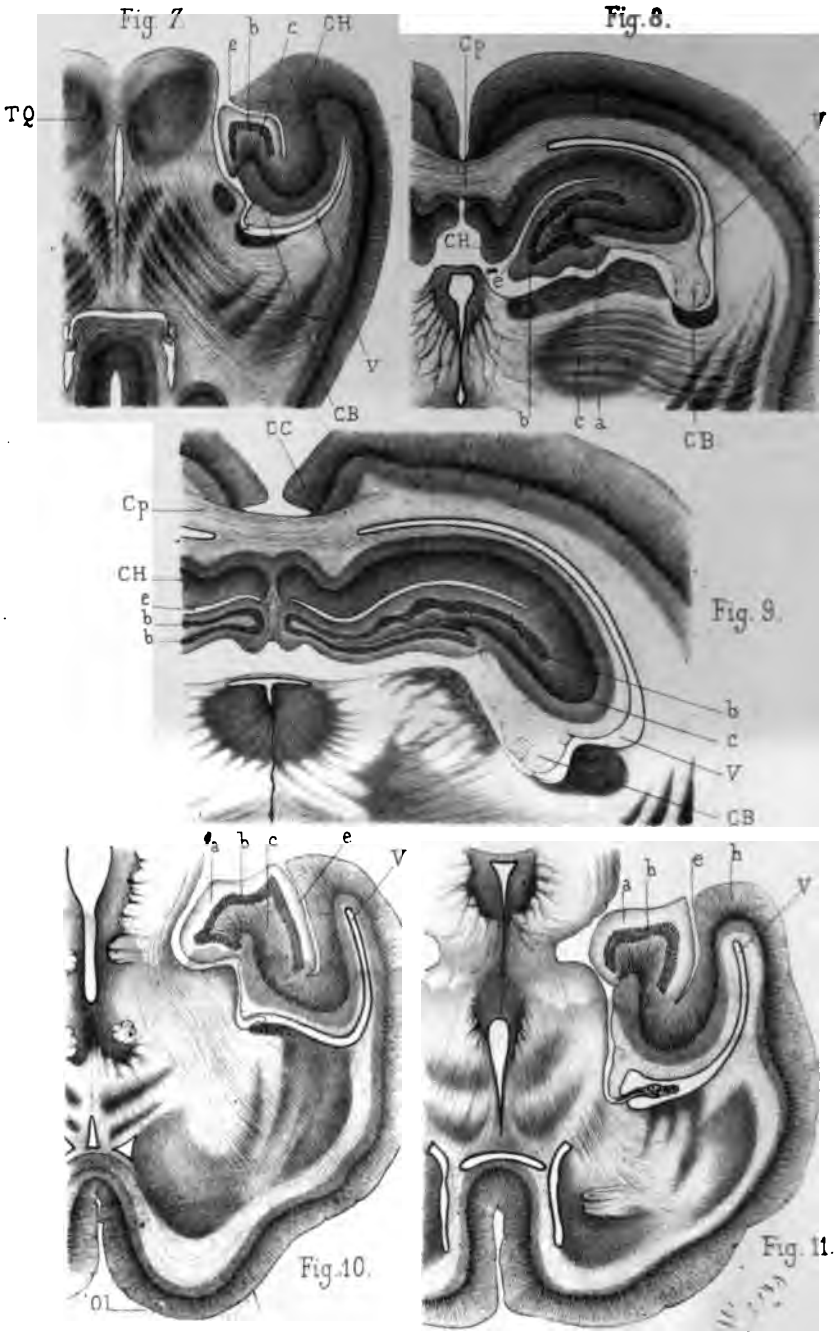 Fig. 7.
Fig. 8.
e b c CH
Cp
TQ
V
CH
e
V
CB
b c a
CB
CC
Cp
CH
e
b
b
Fig. 9.
b
c
V
CB
a b c e
V
a h e h
V
Fig. 10.
Fig. 11.
Ol